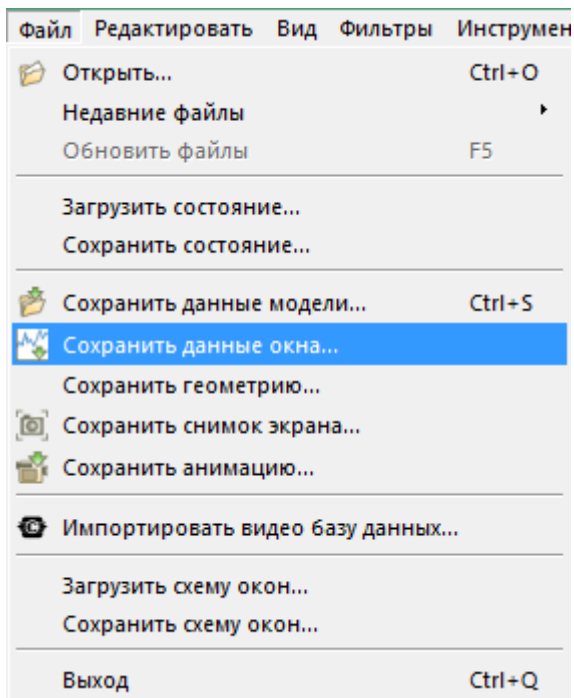 Файл Редактировать Вид Фильтры Инструмен
Открыть... Ctrl+O
Недавние файлы
Обновить файлы F5
Загрузить состояние...
Сохранить состояние...
Сохранить данные модели... Ctrl+S
Сохранить данные окна...
Сохранить геометрию...
Сохранить снимок экрана...
Сохранить анимацию...
Импортировать видео базу данных...
Загрузить схему окон...
Сохранить схему окон...
Выход Ctrl+Q